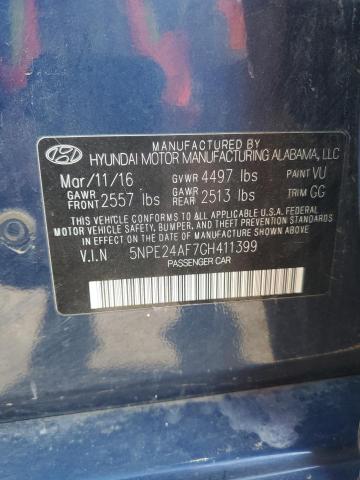 MANUFACTURED BY
HYUNDAI MOTOR MANUFACTURING ALABAMA, LLC
Mar/11/16 GVWR 4497 lbs PAINT VU
GAWR FRONT 2557 lbs GAWR REAR 2513 lbs TRIM GG
THIS VEHICLE CONFORMS TO ALL APPLICABLE U.S. FEDERAL
MOTOR VEHICLE SAFETY, BUMPER, AND THEFT PREVENTION
STANDARDS IN EFFECT ON THE DATE OF MANUFACTURE SHOWN ABOVE.
V.I.N 5NPE24AF7GH411399
PASSENGER CAR